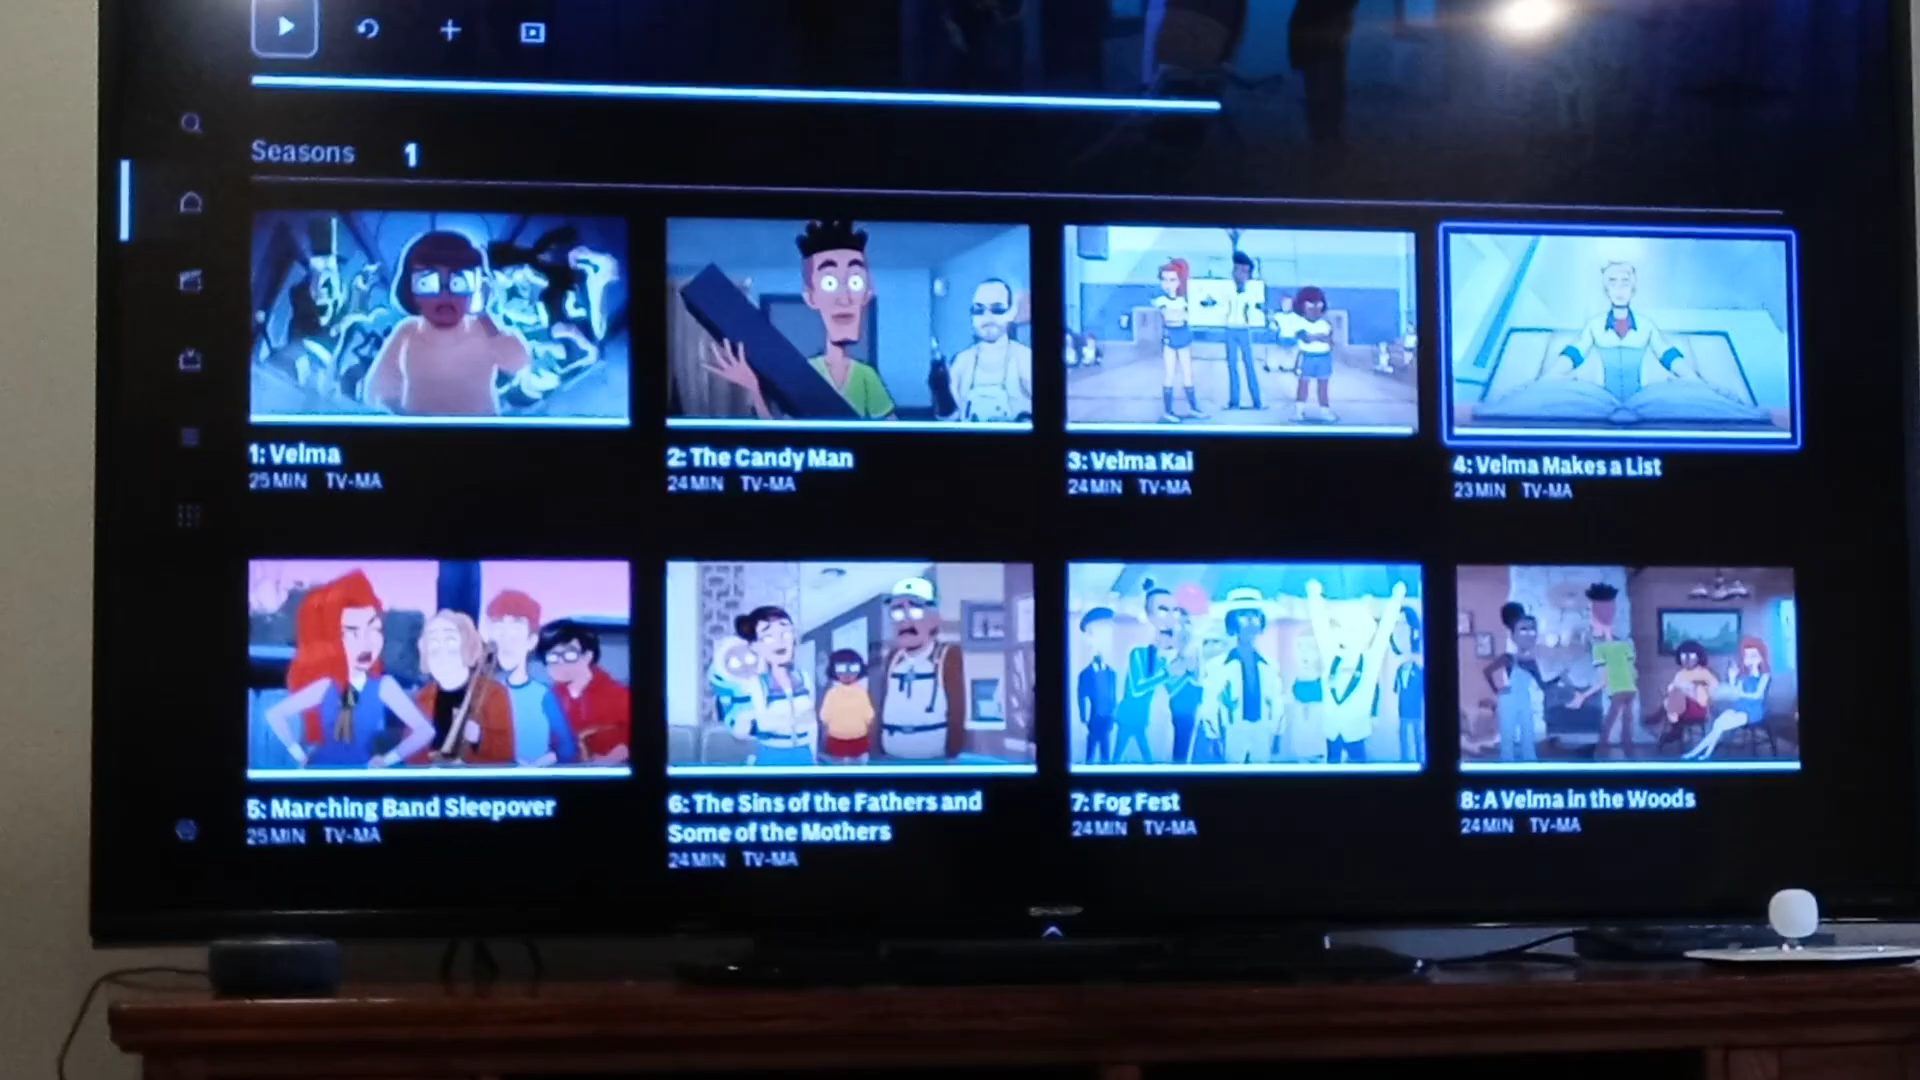 Seasons 1
1: Velma
25 MIN TV-MA
2: The Candy Man
24 MIN TV-MA
3: Velma Kai
24 MIN TV-MA
4: Velma Makes a List
23 MIN TV-MA
5: Marching Band Sleepover
25 MIN TV-MA
6: The Sins of the Fathers and
Some of the Mothers
24 MIN TV-MA
7: Fog Fest
24 MIN TV-MA
8: A Velma in the Woods
24 MIN TV-MA
SHARP